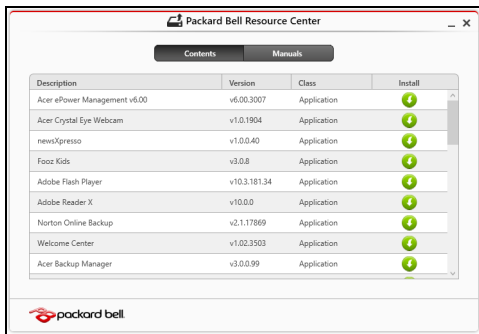 Packard Bell Resource Center
Contents Manuals
Description Version Class Install
Acer ePower Management v6.00 v6.00.3007 Application
Acer Crystal Eye Webcam v1.0.1904 Application
newsXpresso v1.0.0.40 Application
Fooz Kids v3.0.8 Application
Adobe Flash Player v10.3.181.34 Application
Adobe Reader X v10.0.0 Application
Norton Online Backup v2.1.17869 Application
Welcome Center v1.02.3503 Application
Acer Backup Manager v3.0.0.99 Application
packard bell